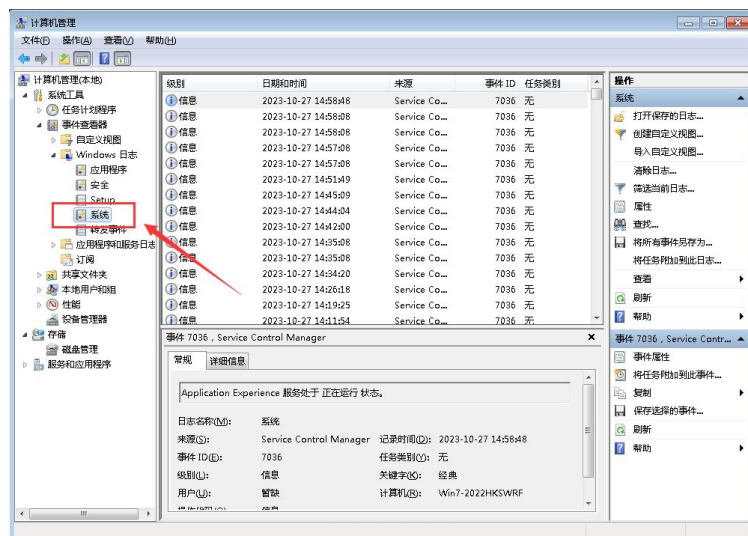 计算机管理
文件(F) 操作(A) 查看(V) 帮助(H)
计算机管理(本地)
系统工具
任务计划程序
事件查看器
自定义视图
Windows 日志
应用程序
安全
Setup
系统
转发事件
应用程序和服务日志
订阅
共享文件夹
本地用户和组
性能
设备管理器
存储
磁盘管理
服务和应用程序
级别 日期和时间 来源 事件 ID 任务类别
信息 2023-10-27 14:58:48 Service Co... 7036 无
信息 2023-10-27 14:58:08 Service Co... 7036 无
信息 2023-10-27 14:58:08 Service Co... 7036 无
信息 2023-10-27 14:57:08 Service Co... 7036 无
信息 2023-10-27 14:57:08 Service Co... 7036 无
信息 2023-10-27 14:51:49 Service Co... 7036 无
信息 2023-10-27 14:45:09 Service Co... 7036 无
信息 2023-10-27 14:44:04 Service Co... 7036 无
信息 2023-10-27 14:42:00 Service Co... 7036 无
信息 2023-10-27 14:35:08 Service Co... 7036 无
信息 2023-10-27 14:35:08 Service Co... 7036 无
信息 2023-10-27 14:34:20 Service Co... 7036 无
信息 2023-10-27 14:26:18 Service Co... 7036 无
信息 2023-10-27 14:19:25 Service Co... 7036 无
信息 2023-10-27 14:11:54 Service Co... 7036 无
事件 7036，Service Control Manager
常规 详细信息
Application Experience 服务处于 正在运行 状态。
日志名称(M): 系统
来源(S): Service Control Manager 记录时间(D): 2023-10-27 14:58:48
事件 ID(E): 7036 任务类别(Y): 无
级别(L): 信息 关键字(K): 经典
用户(U): 暂缺 计算机(R): Win7-2022HKSWRF
操作代码(O): 信息
操作
系统
打开保存的日志...
创建自定义视图...
导入自定义视图...
清除日志...
筛选当前日志...
属性
查找...
将所有事件另存为...
将任务附加到此日志...
查看
刷新
帮助
事件 7036，Service Contr...
事件属性
将任务附加到此事件...
复制
保存选择的事件...
刷新
帮助